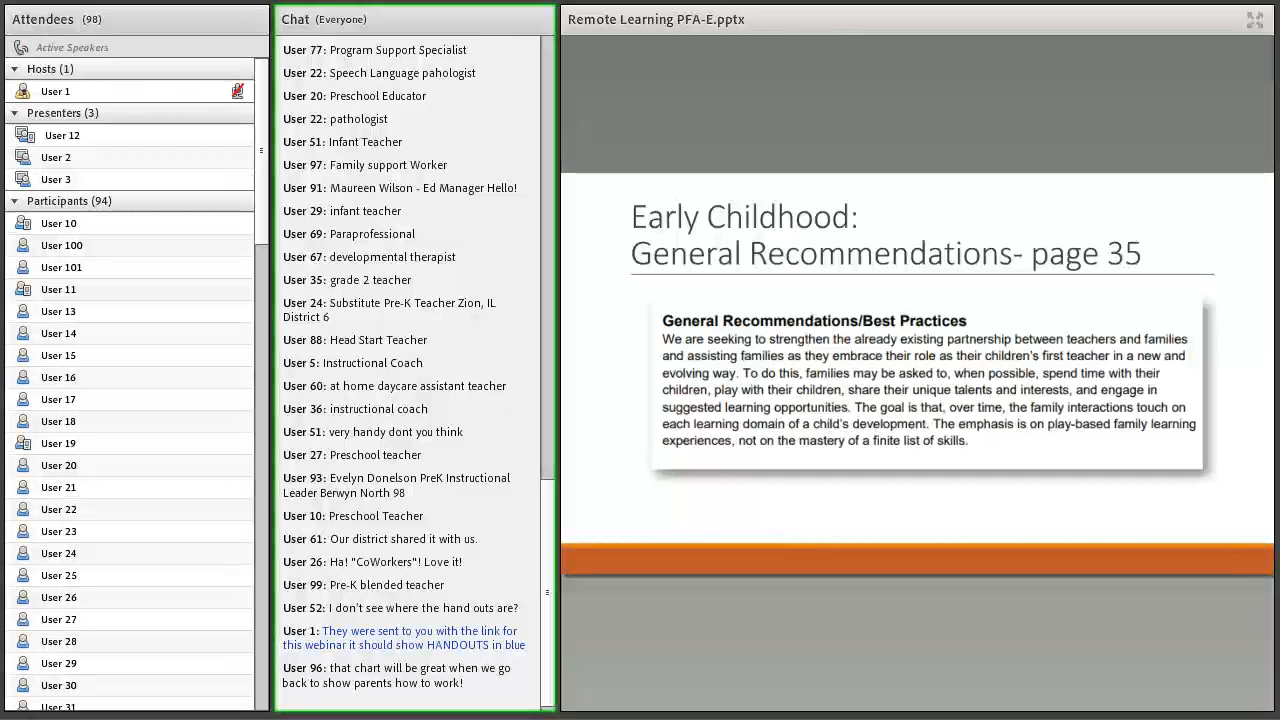 Attendees (98)
Active Speakers
Hosts (1)
User 1
Presenters (3)
User 12
User 2
User 3
Participants (94)
User 10
User 100
User 101
User 11
User 13
User 14
User 15
User 16
User 17
User 18
User 19
User 20
User 21
User 22
User 23
User 24
User 25
User 26
User 27
User 28
User 29
User 30
User 31
Chat (Everyone)
User 77: Program Support Specialist
User 22: Speech Language pahologist
User 20: Preschool Educator
User 22: pathologist
User 51: Infant Teacher
User 97: Family support Worker
User 91: Maureen Wilson - Ed Manager Hello!
User 29: infant teacher
User 69: Paraprofessional
User 67: developmental therapist
User 35: grade 2 teacher
User 24: Substitute Pre-K Teacher Zion, IL
District 6
User 88: Head Start Teacher
User 5: Instructional Coach
User 60: at home daycare assistant teacher
User 36: instructional coach
User 51: very handy dont you think
User 27: Preschool teacher
User 93: Evelyn Donelson PreK Instructional
Leader Berwyn North 98
User 10: Preschool Teacher
User 61: Our district shared it with us.
User 26: Ha! "CoWorkers"! Love it!
User 99: Pre-K blended teacher
User 52: I don't see where the hand outs are?
User 1: They were sent to you with the link for
this webinar it should show HANDOUTS in blue
User 96: that chart will be great when we go
back to show parents how to work!
Remote Learning PFA-E.pptx
Early Childhood:
General Recommendations- page 35
General Recommendations/Best Practices
We are seeking to strengthen the already existing partnership between teachers and families
and assisting families as they embrace their role as their children's first teacher in a new and
evolving way. To do this, families may be asked to, when possible, spend time with their
children, play with their children, share their unique talents and interests, and engage in
suggested learning opportunities. The goal is that, over time, the family interactions touch on
each learning domain of a child's development. The emphasis is on play-based family learning
experiences, not on the mastery of a finite list of skills.